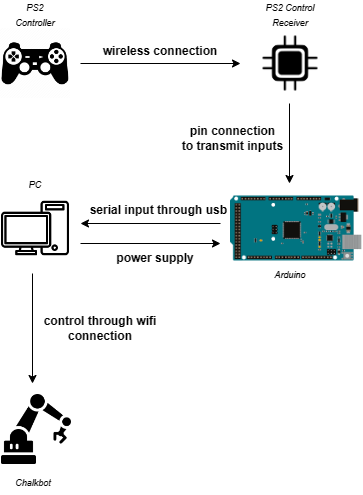 PS2
Controller
PS2 Control
Receiver
wireless connection
pin connection
to transmit inputs
PC
serial input through usb
power supply
Arduino
control through wifi
connection
Chalkbot